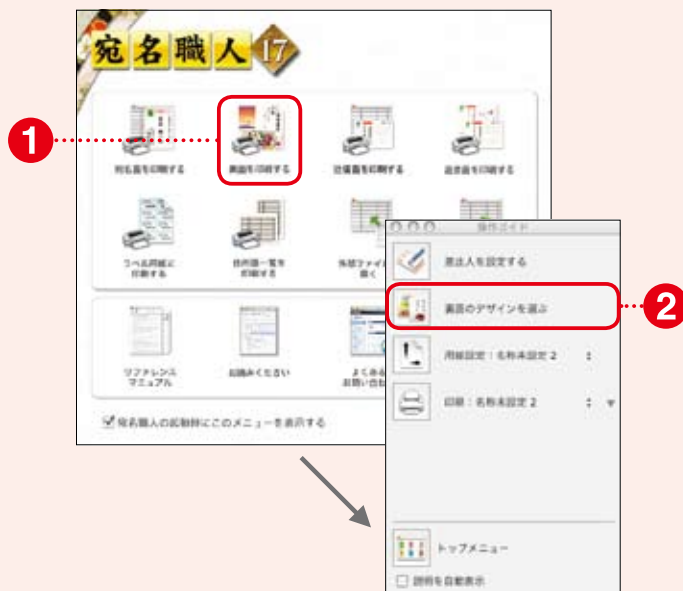 宛名職人 17
1
宛名面を印刷する
裏面を印刷する
往信面を印刷する
返信面を印刷する
ラベル用紙に
印刷する
住所録一覧を
印刷する
外部ファイル
開く
リファレンス
マニュアル
お読みください
よくある
お問い合わせ
宛名職人の起動時にこのメニューを表示する
操作ガイド
差出人を設定する
裏面のデザインを選ぶ
2
用紙設定：名称未設定 2
印刷：名称未設定 2
トップメニュー
説明を自動表示